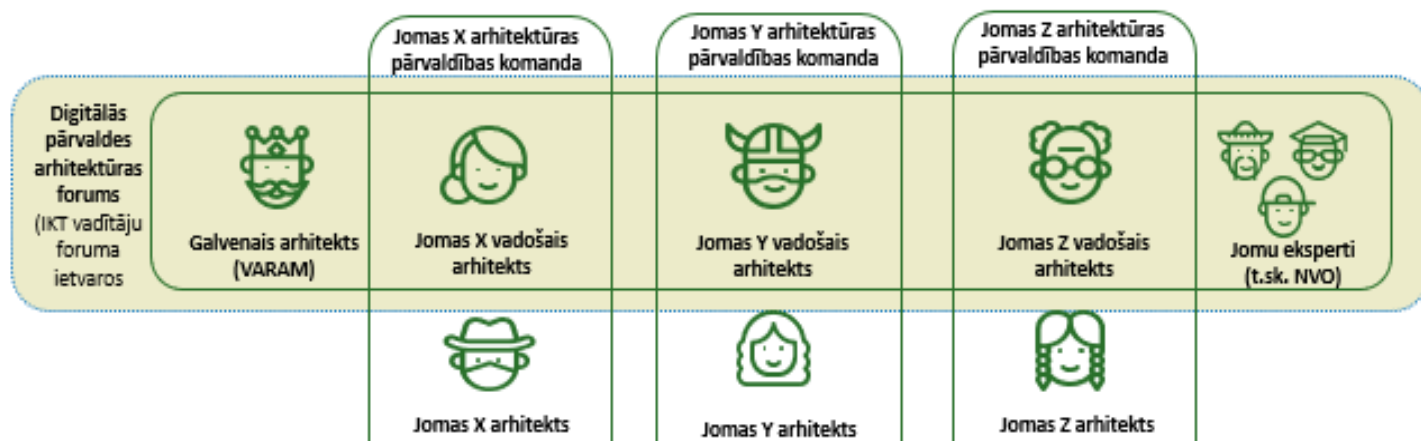 Jomas X arhitektūras
pārvaldības komanda
Jomas Y arhitektūras
pārvaldības komanda
Jomas Z arhitektūras
pārvaldības komanda
Digitālās
pārvaldes
arhitektūras
forums
(IKT vadītāju
foruma
ietvaros
Galvenais arhitekts
(VARAM)
Jomas X vadošais
arhitekts
Jomas Y vadošais
arhitekts
Jomas Z vadošais
arhitekts
Jomu eksperti
(t.sk. NVO)
Jomas X arhitekts
Jomas Y arhitekts
Jomas Z arhitekts